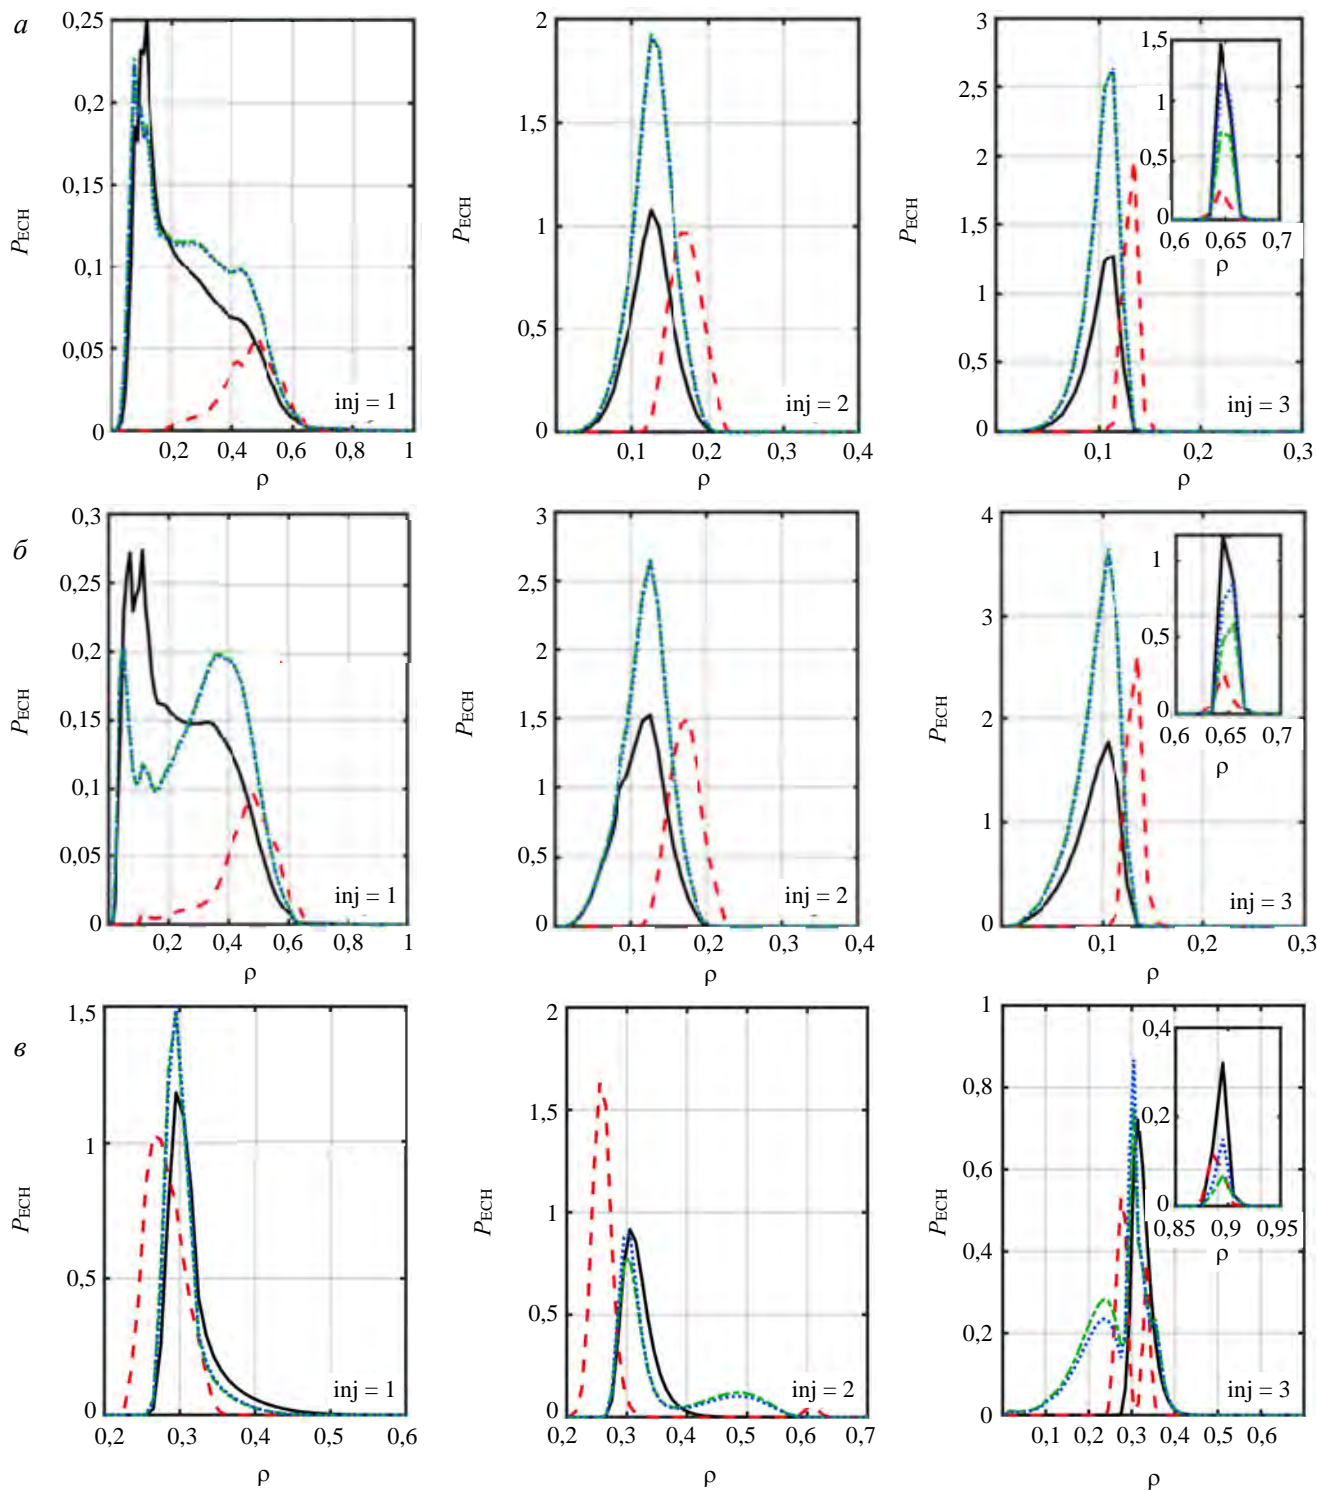 а
0,25
0,2
0,15
0,1
0,05
0
P_ECH
0,2 0,4 0,6 0,8 1
ρ
inj = 1
2
1,5
1
0,5
0
P_ECH
0,1 0,2 0,3 0,4
ρ
inj = 2
3
2,5
2
1,5
1
0,5
0
P_ECH
0,1 0,2 0,3
ρ
inj = 3
1,5
1
0,5
0
0,6 0,65 0,7
ρ
б
0,3
0,25
0,2
0,15
0,1
0,05
0
P_ECH
0,2 0,4 0,6 0,8 1
ρ
inj = 1
3
2,5
2
1,5
1
0,5
0
P_ECH
0,1 0,2 0,3 0,4
ρ
inj = 2
4
3
2
1
0
P_ECH
0,1 0,2 0,3
ρ
inj = 3
1
0,5
0
0,6 0,65 0,7
ρ
в
1,5
1
0,5
0
P_ECH
0,2 0,3 0,4 0,5 0,6
ρ
inj = 1
2
1,5
1
0,5
0
P_ECH
0,2 0,3 0,4 0,5 0,6 0,7
ρ
inj = 2
1
0,8
0,6
0,4
0,2
0
P_ECH
0,1 0,2 0,3 0,4 0,5 0,6
ρ
inj = 3
0,4
0,2
0
0,85 0,9 0,95
ρ